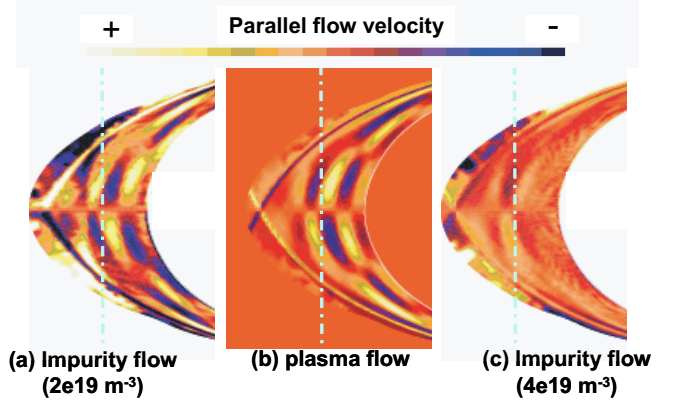 Parallel flow velocity
+ -
(a) Impurity flow (b) plasma flow (c) Impurity flow
(2e19 m-3) (4e19 m-3)